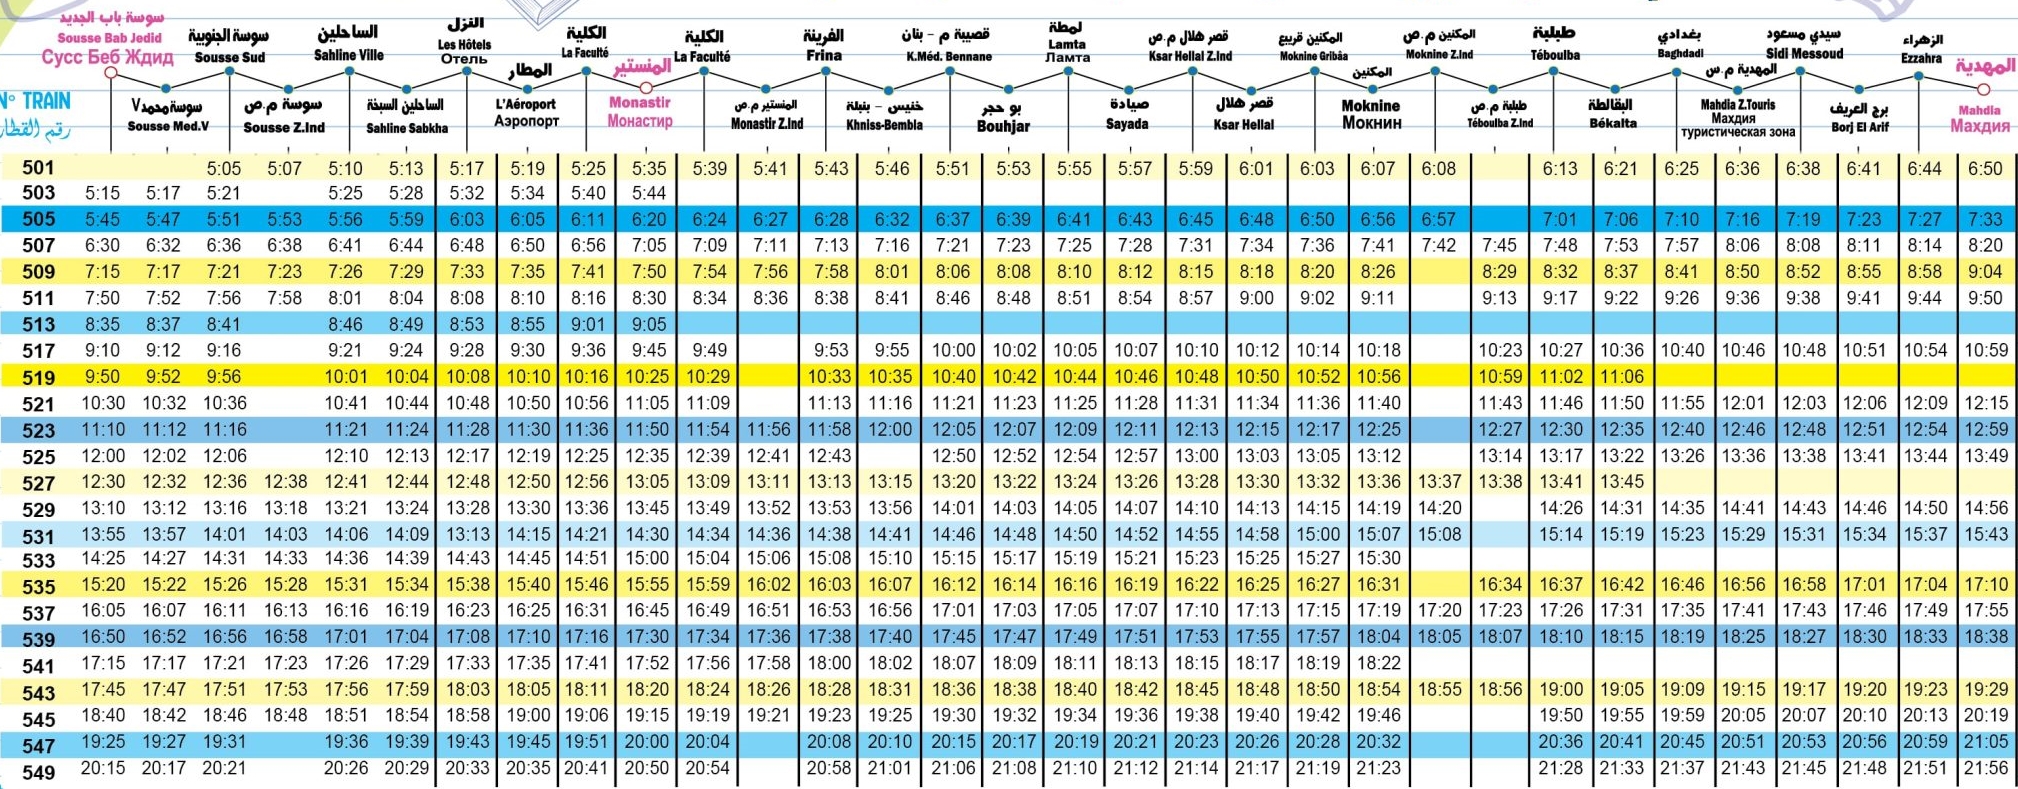 سوسة باب الجديد
Sousse Bab Jedid
Сусс Беб Ждид
سوسة محمد V
Sousse Med.V
سوسة الجنوبية
Sousse Sud
سوسة م.ص
Sousse Z.Ind
الساحلين
Sahline Ville
الساحلين السبخة
Sahline Sabkha
النزل
Les Hôtels
Отель
المطار
L'Aéroport
Аэропорт
الكلية
La Faculté
المنستير
Monastir
Монастир
الكلية
La Faculté
المنستير م.ص
Monastir Z.Ind
الفرينة
Frina
خنيس - بنبلة
Khniss-Bembla
قصيبة م - بنان
K.Méd. Bennane
بو حجر
Bouhjar
لمطة
Lamta
Ламта
صيادة
Sayada
قصر هلال م.ص
Ksar Hellal Z.Ind
قصر هلال
Ksar Hellal
المكنين قريبع
Moknine Gribâa
المكنين
Moknine
Мокнин
المكنين م.ص
Moknine Z.Ind
طبلبة م.ص
Téboulba Z.Ind
طبلبة
Téboulba
البقالطة
Békalta
بغدادي
Baghdadi
المهدية م.س
Mahdia Z.Touris
Махдия
туристическая зона
سيدي مسعود
Sidi Messoud
برج العريف
Borj El Arif
الزهراء
Ezzahra
المهدية
Mahdia
Махдия
N° TRAIN
رقم القطار
501 5:05 5:07 5:10 5:13 5:17 5:19 5:25 5:35 5:39 5:41 5:43 5:46 5:51 5:53 5:55 5:57 5:59 6:01 6:03 6:07 6:08 6:13 6:21 6:25 6:36 6:38 6:41 6:44 6:50
503 5:15 5:17 5:21 5:25 5:28 5:32 5:34 5:40 5:44
505 5:45 5:47 5:51 5:53 5:56 5:59 6:03 6:05 6:11 6:20 6:24 6:27 6:28 6:32 6:37 6:39 6:41 6:43 6:45 6:48 6:50 6:56 6:57 7:01 7:06 7:10 7:16 7:19 7:23 7:27 7:33
507 6:30 6:32 6:36 6:38 6:41 6:44 6:48 6:50 6:56 7:05 7:09 7:11 7:13 7:16 7:21 7:23 7:25 7:28 7:31 7:34 7:36 7:41 7:42 7:45 7:48 7:53 7:57 8:06 8:08 8:11 8:14 8:20
509 7:15 7:17 7:21 7:23 7:26 7:29 7:33 7:35 7:41 7:50 7:54 7:56 7:58 8:01 8:06 8:08 8:10 8:12 8:15 8:18 8:20 8:26 8:29 8:32 8:37 8:41 8:50 8:52 8:55 8:58 9:04
511 7:50 7:52 7:56 7:58 8:01 8:04 8:08 8:10 8:16 8:30 8:34 8:36 8:38 8:41 8:46 8:48 8:51 8:54 8:57 9:00 9:02 9:11 9:13 9:17 9:22 9:26 9:36 9:38 9:41 9:44 9:50
513 8:35 8:37 8:41 8:46 8:49 8:53 8:55 9:01 9:05
517 9:10 9:12 9:16 9:21 9:24 9:28 9:30 9:36 9:45 9:49 9:53 9:55 10:00 10:02 10:05 10:07 10:10 10:12 10:14 10:18 10:23 10:27 10:36 10:40 10:46 10:48 10:51 10:54 10:59
519 9:50 9:52 9:56 10:01 10:04 10:08 10:10 10:16 10:25 10:29 10:33 10:35 10:40 10:42 10:44 10:46 10:48 10:50 10:52 10:56 10:59 11:02 11:06
521 10:30 10:32 10:36 10:41 10:44 10:48 10:50 10:56 11:05 11:09 11:13 11:16 11:21 11:23 11:25 11:28 11:31 11:34 11:36 11:40 11:43 11:46 11:50 11:55 12:01 12:03 12:06 12:09 12:15
523 11:10 11:12 11:16 11:21 11:24 11:28 11:30 11:36 11:50 11:54 11:56 11:58 12:00 12:05 12:07 12:09 12:11 12:13 12:15 12:17 12:25 12:27 12:30 12:35 12:40 12:46 12:48 12:51 12:54 12:59
525 12:00 12:02 12:06 12:10 12:13 12:17 12:19 12:25 12:35 12:39 12:41 12:43 12:50 12:52 12:54 12:57 13:00 13:03 13:05 13:12 13:14 13:17 13:22 13:26 13:36 13:38 13:41 13:44 13:49
527 12:30 12:32 12:36 12:38 12:41 12:44 12:48 12:50 12:56 13:05 13:09 13:11 13:13 13:15 13:20 13:22 13:24 13:26 13:28 13:30 13:32 13:36 13:37 13:38 13:41 13:45
529 13:10 13:12 13:16 13:18 13:21 13:24 13:28 13:30 13:36 13:45 13:49 13:52 13:53 13:56 14:01 14:03 14:05 14:07 14:10 14:13 14:15 14:19 14:20 14:26 14:31 14:35 14:41 14:43 14:46 14:50 14:56
531 13:55 13:57 14:01 14:03 14:06 14:09 13:13 14:15 14:21 14:30 14:34 14:36 14:38 14:41 14:46 14:48 14:50 14:52 14:55 14:58 15:00 15:07 15:08 15:14 15:19 15:23 15:29 15:31 15:34 15:37 15:43
533 14:25 14:27 14:31 14:33 14:36 14:39 14:43 14:45 14:51 15:00 15:04 15:06 15:08 15:10 15:15 15:17 15:19 15:21 15:23 15:25 15:27 15:30
535 15:20 15:22 15:26 15:28 15:31 15:34 15:38 15:40 15:46 15:55 15:59 16:02 16:03 16:07 16:12 16:14 16:16 16:19 16:22 16:25 16:27 16:31 16:34 16:37 16:42 16:46 16:56 16:58 17:01 17:04 17:10
537 16:05 16:07 16:11 16:13 16:16 16:19 16:23 16:25 16:31 16:45 16:49 16:51 16:53 16:56 17:01 17:03 17:05 17:07 17:10 17:13 17:15 17:19 17:20 17:23 17:26 17:31 17:35 17:41 17:43 17:46 17:49 17:55
539 16:50 16:52 16:56 16:58 17:01 17:04 17:08 17:10 17:16 17:30 17:34 17:36 17:38 17:40 17:45 17:47 17:49 17:51 17:53 17:55 17:57 18:04 18:05 18:07 18:10 18:15 18:19 18:25 18:27 18:30 18:33 18:38
541 17:15 17:17 17:21 17:23 17:26 17:29 17:33 17:35 17:41 17:52 17:56 17:58 18:00 18:02 18:07 18:09 18:11 18:13 18:15 18:17 18:19 18:22
543 17:45 17:47 17:51 17:53 17:56 17:59 18:03 18:05 18:11 18:20 18:24 18:26 18:28 18:31 18:36 18:38 18:40 18:42 18:45 18:48 18:50 18:54 18:55 18:56 19:00 19:05 19:09 19:15 19:17 19:20 19:23 19:29
545 18:40 18:42 18:46 18:48 18:51 18:54 18:58 19:00 19:06 19:15 19:19 19:21 19:23 19:25 19:30 19:32 19:34 19:36 19:38 19:40 19:42 19:46 19:50 19:55 19:59 20:05 20:07 20:10 20:13 20:19
547 19:25 19:27 19:31 19:36 19:39 19:43 19:45 19:51 20:00 20:04 20:08 20:10 20:15 20:17 20:19 20:21 20:23 20:26 20:28 20:32 20:36 20:41 20:45 20:51 20:53 20:56 20:59 21:05
549 20:15 20:17 20:21 20:26 20:29 20:33 20:35 20:41 20:50 20:54 20:58 21:01 21:06 21:08 21:10 21:12 21:14 21:17 21:19 21:23 21:28 21:33 21:37 21:43 21:45 21:48 21:51 21:56